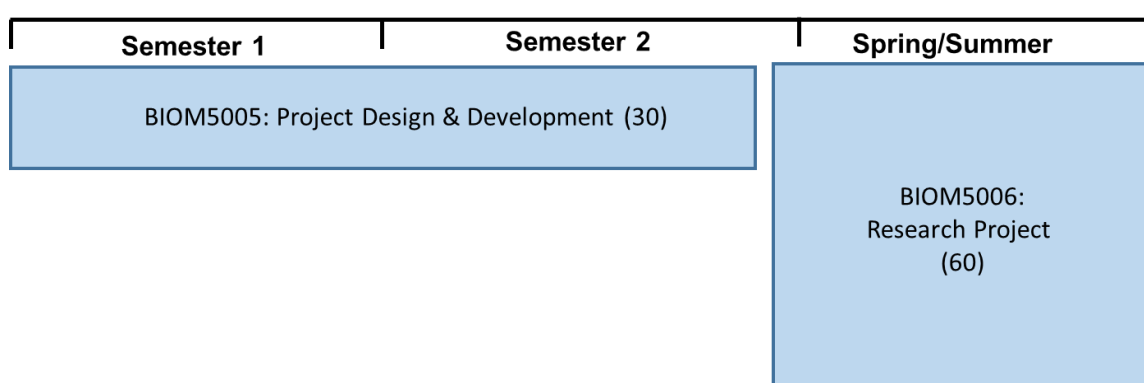 Semester 1
Semester 2
Spring/Summer
BIOM5005: Project Design & Development (30)
BIOM5006:
Research Project
(60)